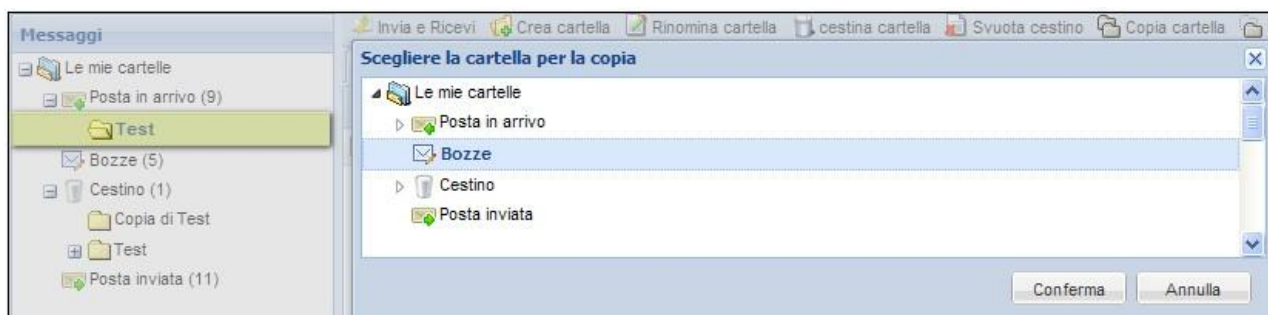 Messaggi
Invia e Ricevi Crea cartella Rinomina cartella cestina cartella Svuota cestino Copia cartella
Le mie cartelle
Posta in arrivo (9)
Test
Bozze (5)
Cestino (1)
Copia di Test
Test
Posta inviata (11)
Scegliere la cartella per la copia
Le mie cartelle
Posta in arrivo
Bozze
Cestino
Posta inviata
Conferma Annulla